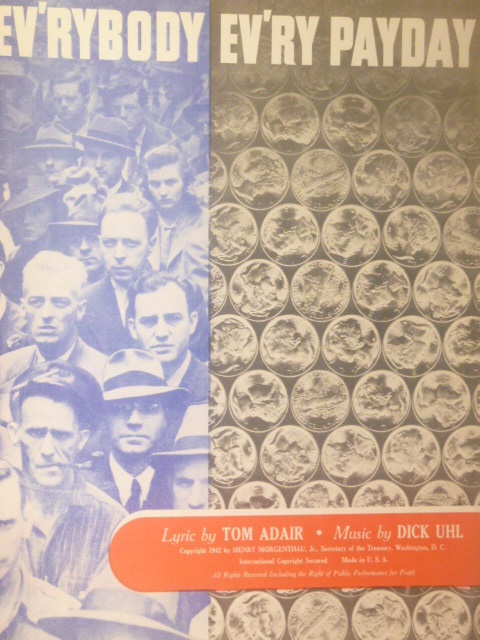 EV'RYBODY EV'RY PAYDAY
Lyric by TOM ADAIR • Music by DICK UHL
Copyright 1942 by HENRY MORGENTHAU, Jr., Secretary of the Treasury, Washington, D. C.
International Copyright Secured Made in U. S. A.
All Rights Reserved Including the Right of Public Performance for Profit